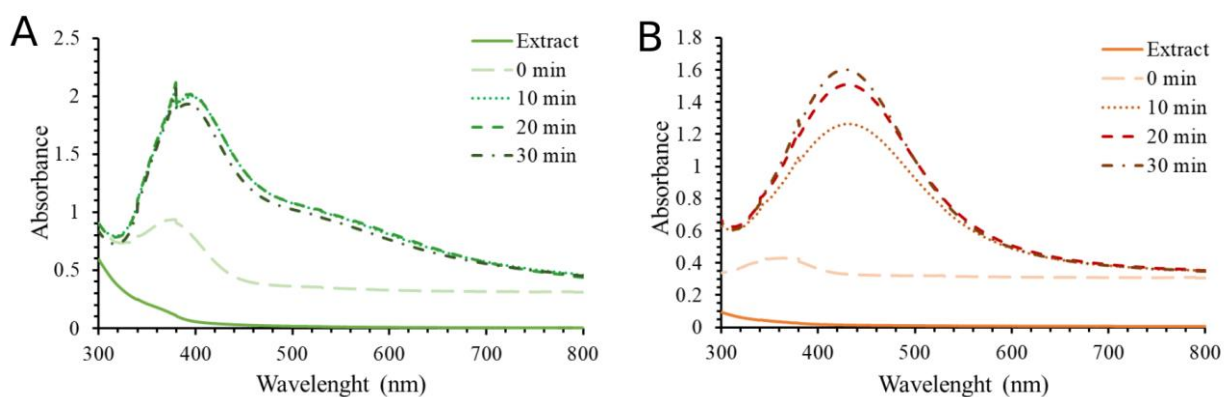 A
Absorbance
2.5
2
1.5
1
0.5
0
300
400
500
600
700
800
Wavelenght (nm)
Extract
0 min
10 min
20 min
30 min
B
Absorbance
1.8
1.6
1.4
1.2
1
0.8
0.6
0.4
0.2
0
300
400
500
600
700
800
Wavelenght (nm)
Extract
0 min
10 min
20 min
30 min